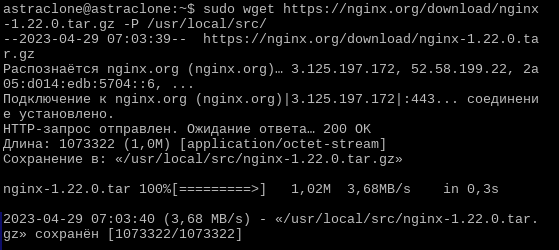 astraclone@astraclone:~$ sudo wget https://nginx.org/download/nginx
-1.22.0.tar.gz -P /usr/local/src/
--2023-04-29 07:03:39--  https://nginx.org/download/nginx-1.22.0.ta
r.gz
Распознаётся nginx.org (nginx.org)… 3.125.197.172, 52.58.199.22, 2a
05:d014:edb:5704::6, ...
Подключение к nginx.org (nginx.org)|3.125.197.172|:443... соединени
е установлено.
HTTP-запрос отправлен. Ожидание ответа… 200 OK
Длина: 1073322 (1,0M) [application/octet-stream]
Сохранение в: «/usr/local/src/nginx-1.22.0.tar.gz»
nginx-1.22.0.tar 100%[=========>]   1,02M  3,68MB/s    in 0,3s
2023-04-29 07:03:40 (3,68 MB/s) - «/usr/local/src/nginx-1.22.0.tar.
gz» сохранён [1073322/1073322]